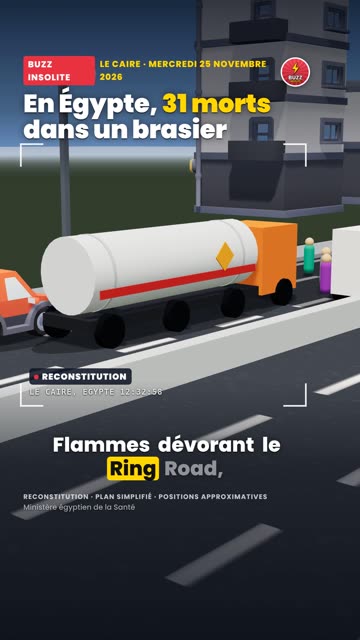 BUZZ INSOLITE
LE CAIRE · MERCREDI 25 NOVEMBRE 2026
BUZZ
En Égypte, 31 morts
dans un brasier
RECONSTITUTION
LE CAIRE, ÉGYPTE 12:32:58
Flammes dévorant le
Ring Road,
RECONSTITUTION · PLAN SIMPLIFIÉ · POSITIONS APPROXIMATIVES
Ministère égyptien de la Santé